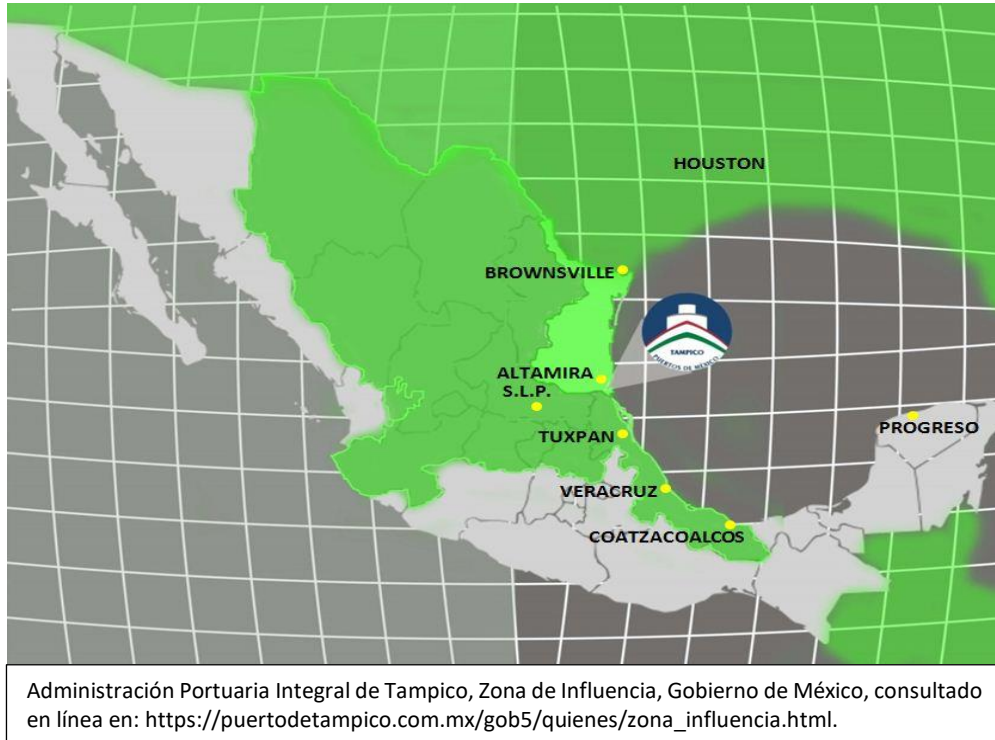 HOUSTON
BROWNSVILLE
TAMPICO
PUERTOS DE MÉXICO
ALTAMIRA
S.L.P.
PROGRESO
TUXPAN
VERACRUZ
COATZACOALCOS
Administración Portuaria Integral de Tampico, Zona de Influencia, Gobierno de México, consultado
en línea en: https://puertodetampico.com.mx/gob5/quienes/zona_influencia.html.